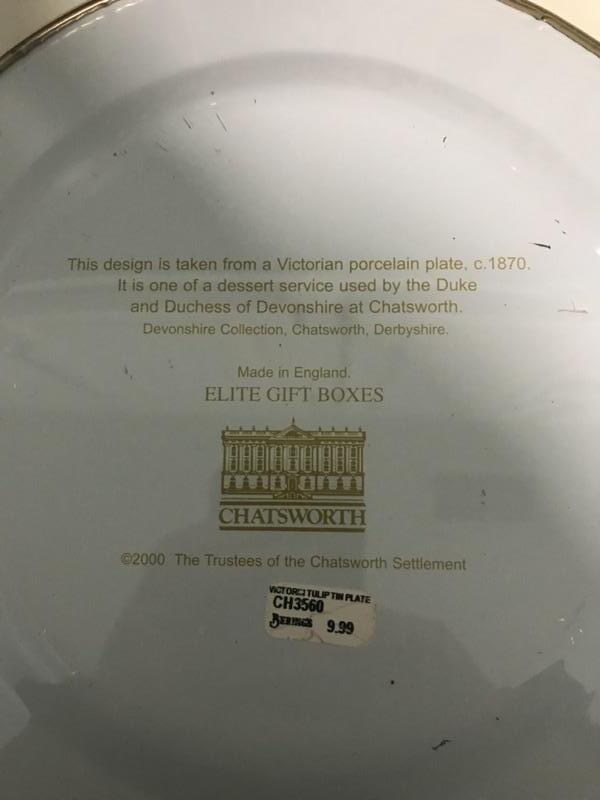 This design is taken from a Victorian porcelain plate, c.1870.
It is one of a dessert service used by the Duke
and Duchess of Devonshire at Chatsworth.
Devonshire Collection, Chatsworth, Derbyshire.
Made in England.
ELITE GIFT BOXES
CHATSWORTH
©2000 The Trustees of the Chatsworth Settlement
TULIP TIN PLATE
CH3560
BERINGS 9.99